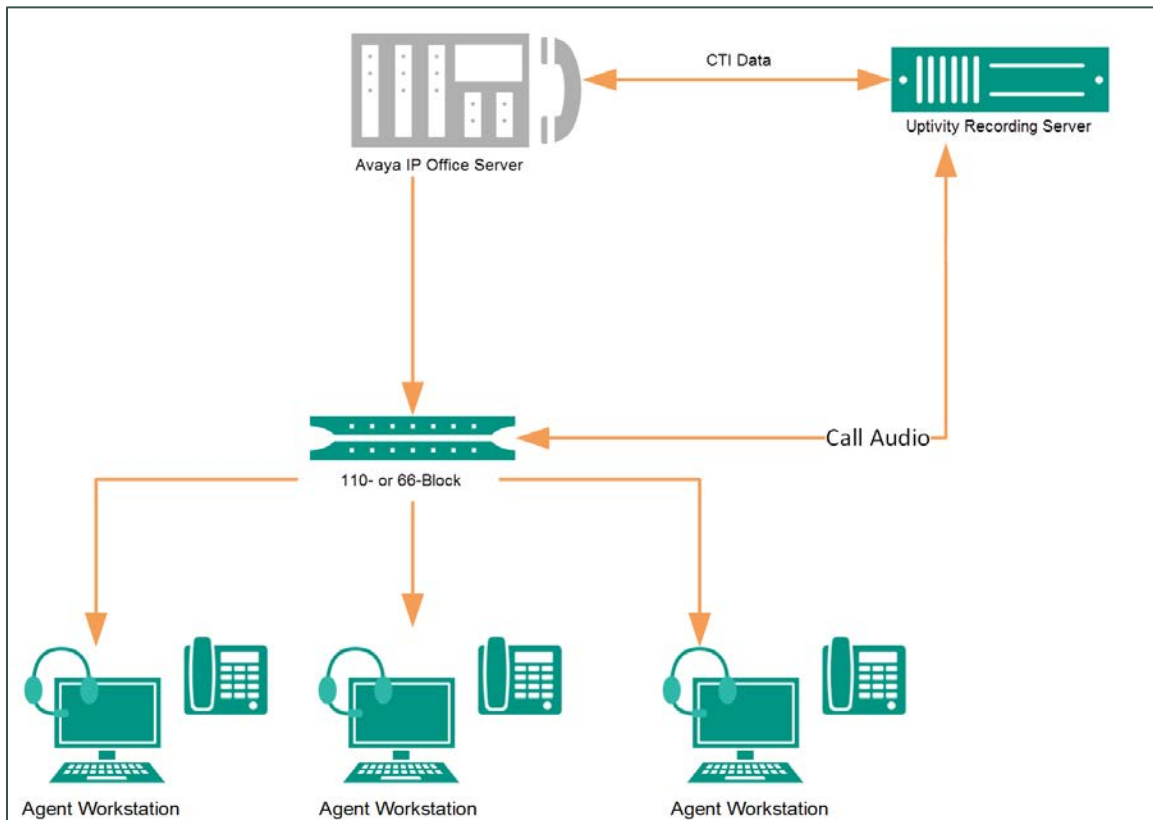 CTI Data
Uptivity Recording Server
Avaya IP Office Server
Call Audio
110- or 66-Block
Agent Workstation
Agent Workstation
Agent Workstation